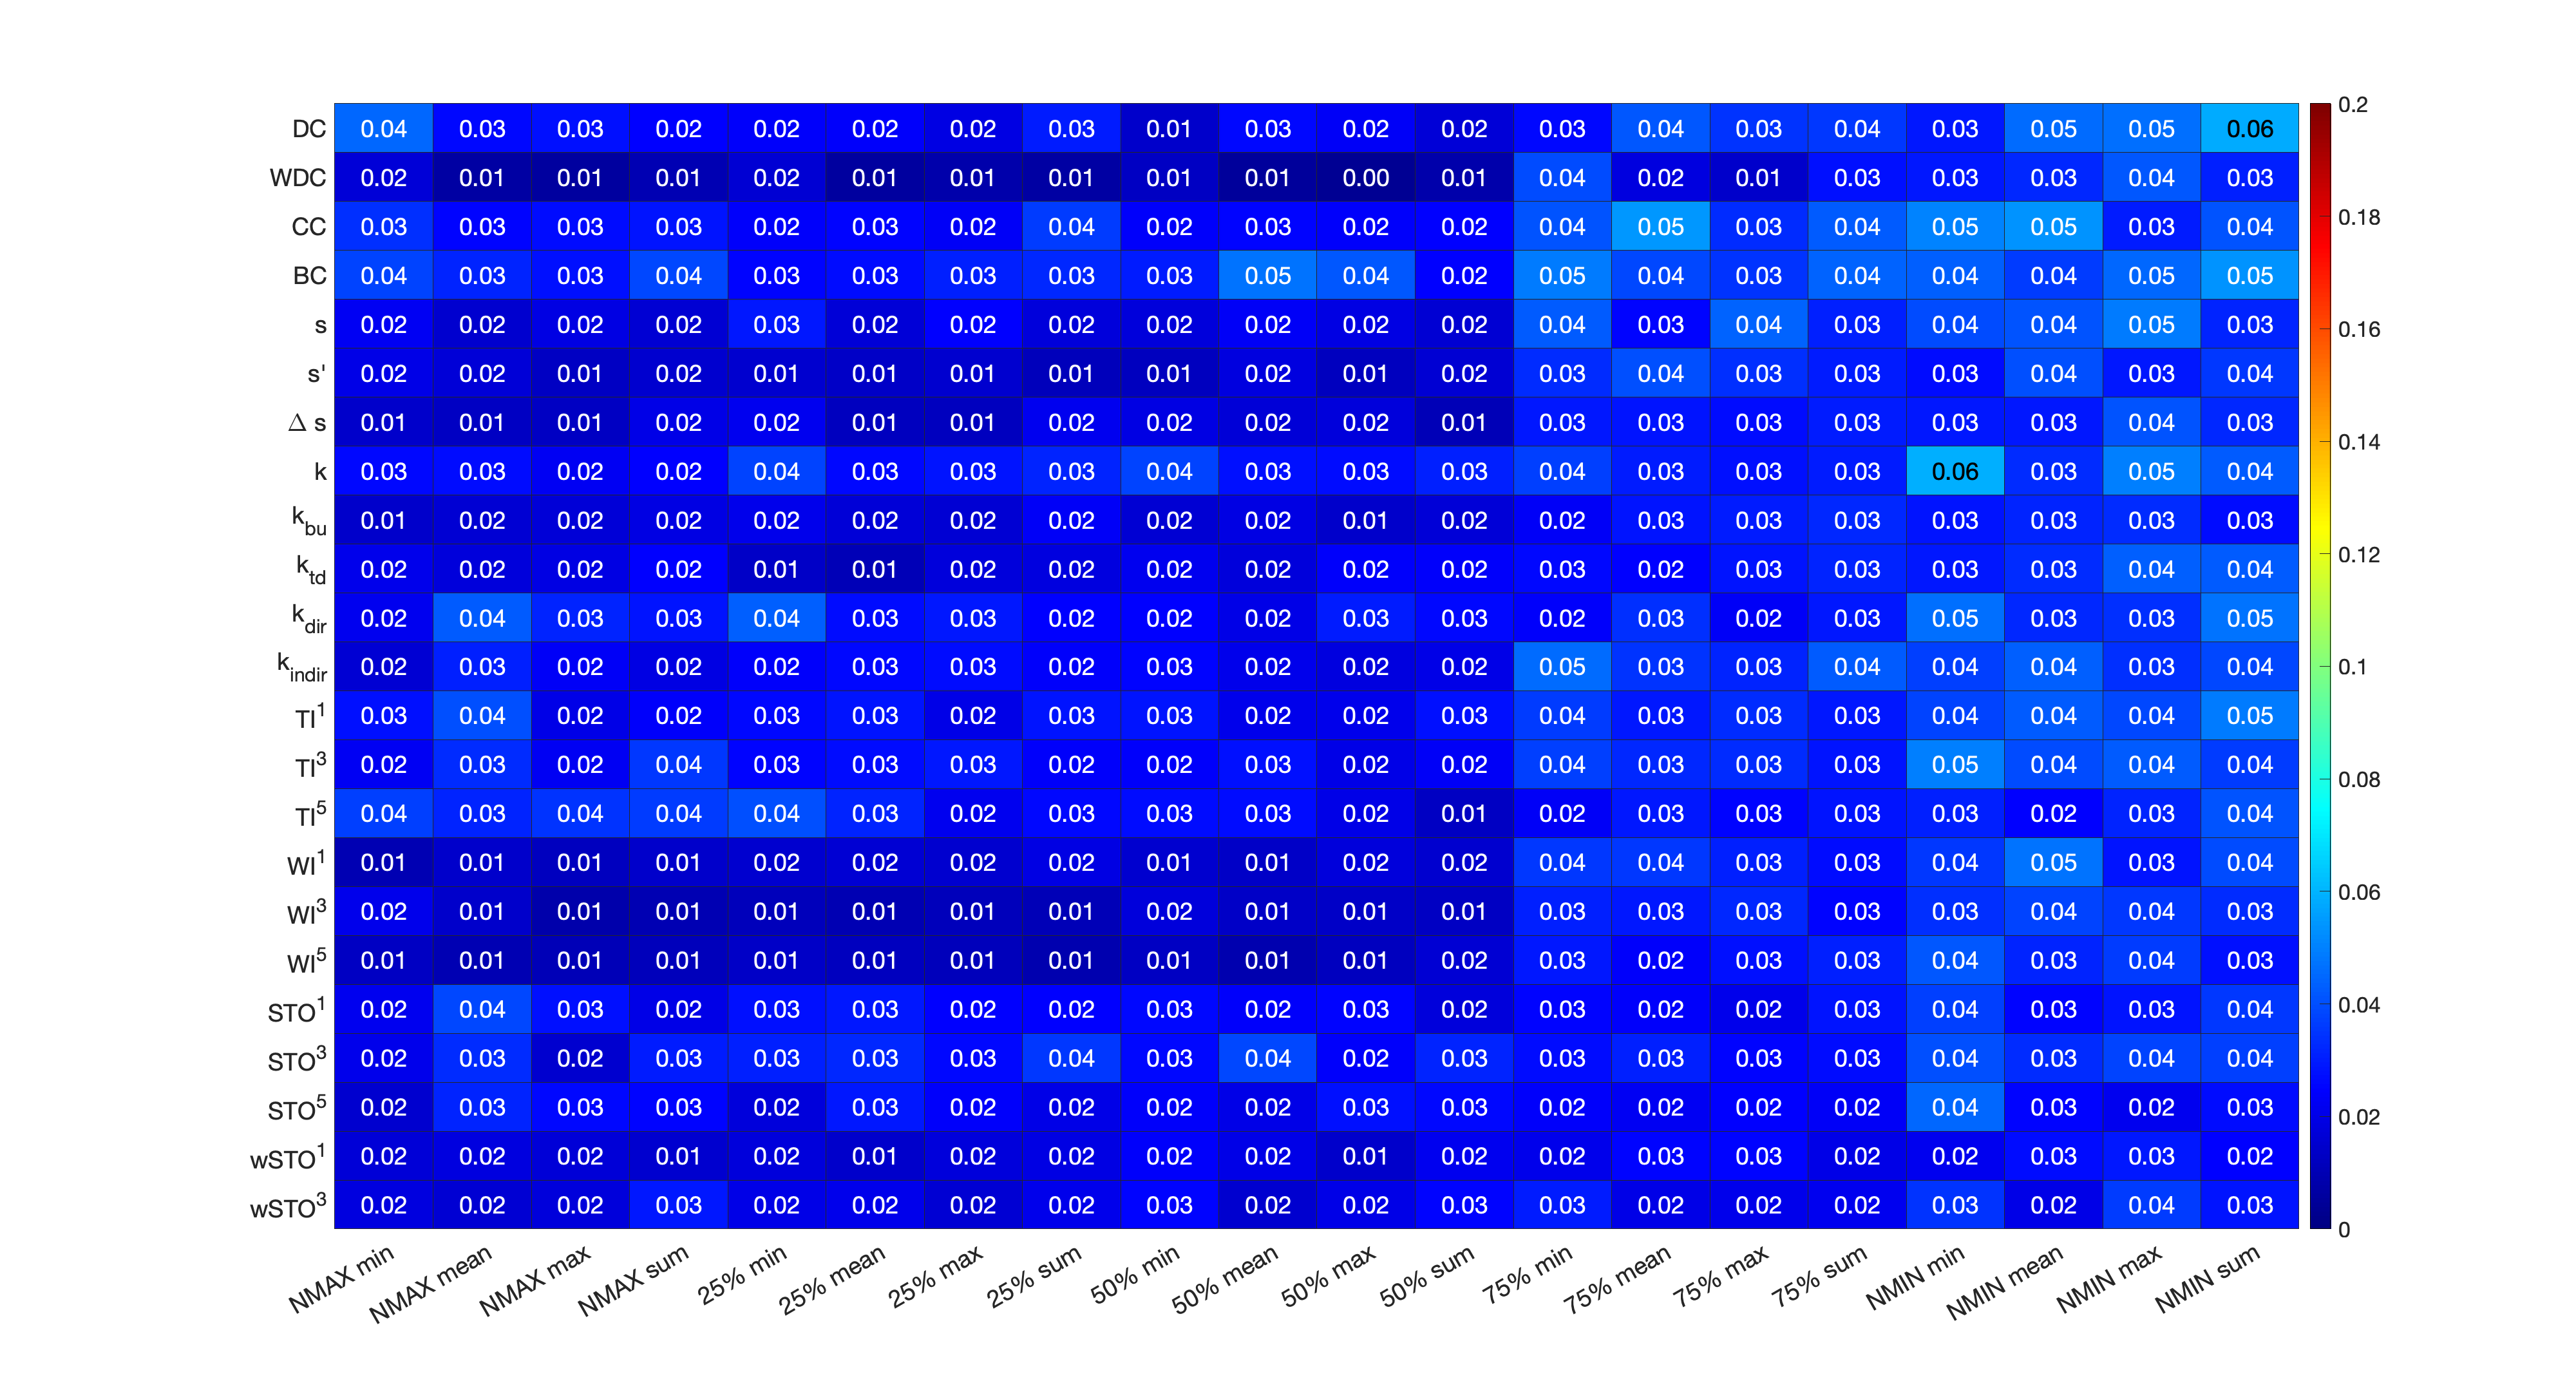 DC 0.04 0.03 0.03 0.02 0.02 0.02 0.02 0.03 0.01 0.03 0.02 0.02 0.03 0.04 0.03 0.04 0.03 0.05 0.05 0.06
WDC 0.02 0.01 0.01 0.01 0.02 0.01 0.01 0.01 0.01 0.01 0.00 0.01 0.04 0.02 0.01 0.03 0.03 0.03 0.04 0.03
CC 0.03 0.03 0.03 0.03 0.02 0.03 0.02 0.04 0.02 0.03 0.02 0.02 0.04 0.05 0.03 0.04 0.05 0.05 0.03 0.04
BC 0.04 0.03 0.03 0.04 0.03 0.03 0.03 0.03 0.03 0.05 0.04 0.02 0.05 0.04 0.03 0.04 0.04 0.04 0.05 0.05
s 0.02 0.02 0.02 0.02 0.03 0.02 0.02 0.02 0.02 0.02 0.02 0.02 0.04 0.03 0.04 0.03 0.04 0.04 0.05 0.03
s' 0.02 0.02 0.01 0.02 0.01 0.01 0.01 0.01 0.01 0.02 0.01 0.02 0.03 0.04 0.03 0.03 0.03 0.04 0.03 0.04
Δ s 0.01 0.01 0.01 0.02 0.02 0.01 0.01 0.02 0.02 0.02 0.02 0.01 0.03 0.03 0.03 0.03 0.03 0.03 0.04 0.03
k 0.03 0.03 0.02 0.02 0.04 0.03 0.03 0.03 0.04 0.03 0.03 0.03 0.04 0.03 0.03 0.03 0.06 0.03 0.05 0.04
k_bu 0.01 0.02 0.02 0.02 0.02 0.02 0.02 0.02 0.02 0.02 0.01 0.02 0.02 0.03 0.03 0.03 0.03 0.03 0.03 0.03
k_td 0.02 0.02 0.02 0.02 0.01 0.01 0.02 0.02 0.02 0.02 0.02 0.02 0.03 0.02 0.03 0.03 0.03 0.03 0.04 0.04
k_dir 0.02 0.04 0.03 0.03 0.04 0.03 0.03 0.02 0.02 0.02 0.03 0.03 0.02 0.03 0.02 0.03 0.05 0.03 0.03 0.05
k_indir 0.02 0.03 0.02 0.02 0.02 0.03 0.03 0.02 0.03 0.02 0.02 0.02 0.05 0.03 0.03 0.04 0.04 0.04 0.03 0.04
TI^1 0.03 0.04 0.02 0.02 0.03 0.03 0.02 0.03 0.03 0.02 0.02 0.03 0.04 0.03 0.03 0.03 0.04 0.04 0.04 0.05
TI^3 0.02 0.03 0.02 0.04 0.03 0.03 0.03 0.02 0.02 0.03 0.02 0.02 0.04 0.03 0.03 0.03 0.05 0.04 0.04 0.04
TI^5 0.04 0.03 0.04 0.04 0.04 0.03 0.02 0.03 0.03 0.03 0.02 0.01 0.02 0.03 0.03 0.03 0.03 0.02 0.03 0.04
WI^1 0.01 0.01 0.01 0.01 0.02 0.02 0.02 0.02 0.01 0.01 0.02 0.02 0.04 0.04 0.03 0.03 0.04 0.05 0.03 0.04
WI^3 0.02 0.01 0.01 0.01 0.01 0.01 0.01 0.01 0.02 0.01 0.01 0.01 0.03 0.03 0.03 0.03 0.03 0.04 0.04 0.03
WI^5 0.01 0.01 0.01 0.01 0.01 0.01 0.01 0.01 0.01 0.01 0.01 0.02 0.03 0.02 0.03 0.03 0.04 0.03 0.04 0.03
STO^1 0.02 0.04 0.03 0.02 0.03 0.03 0.02 0.02 0.03 0.02 0.03 0.02 0.03 0.02 0.02 0.03 0.04 0.03 0.03 0.04
STO^3 0.02 0.03 0.02 0.03 0.03 0.03 0.03 0.04 0.03 0.04 0.02 0.03 0.03 0.03 0.03 0.03 0.04 0.03 0.04 0.04
STO^5 0.02 0.03 0.03 0.03 0.02 0.03 0.02 0.02 0.02 0.02 0.03 0.03 0.02 0.02 0.02 0.02 0.04 0.03 0.02 0.03
wSTO^1 0.02 0.02 0.02 0.01 0.02 0.01 0.02 0.02 0.02 0.02 0.01 0.02 0.02 0.03 0.03 0.02 0.02 0.03 0.03 0.02
wSTO^3 0.02 0.02 0.02 0.03 0.02 0.02 0.02 0.02 0.03 0.02 0.02 0.03 0.03 0.02 0.02 0.02 0.03 0.02 0.04 0.03
NMAX min NMAX mean NMAX max NMAX sum 25% min 25% mean 25% max 25% sum 50% min 50% mean 50% max 50% sum 75% min 75% mean 75% max 75% sum NMIN min NMIN mean NMIN max NMIN sum
0.2
0.18
0.16
0.14
0.12
0.1
0.08
0.06
0.04
0.02
0